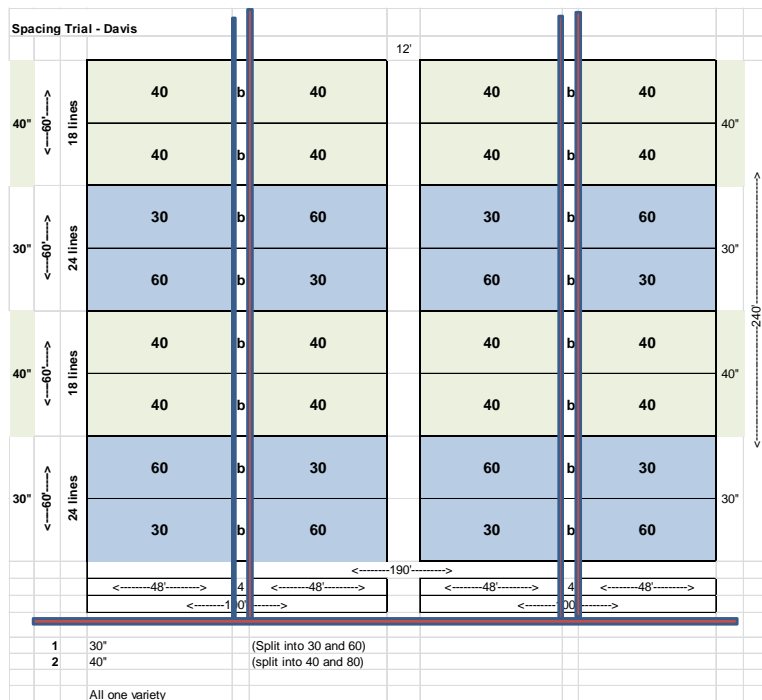 Spacing Trial - Davis
12'
40 b 40 40 b 40
40" <----60'-----> 18 lines 40"
40 b 40 40 b 40
30 b 60 30 b 60
30" <----60'-----> 24 lines 30"
60 b 30 60 b 30
<-----------------------240'----------------------->
40 b 40 40 b 40
40" <----60'-----> 18 lines 40"
40 b 40 40 b 40
60 b 30 60 b 30
30" <----60'-----> 24 lines 30"
30 b 60 30 b 60
<--------190'-------->
<-------48'---------> 4 <-------48'---------> <-------48'---------> 4 <-------48'--------->
1 30" (Split into 30 and 60)
2 40" (split into 40 and 80)
All one variety